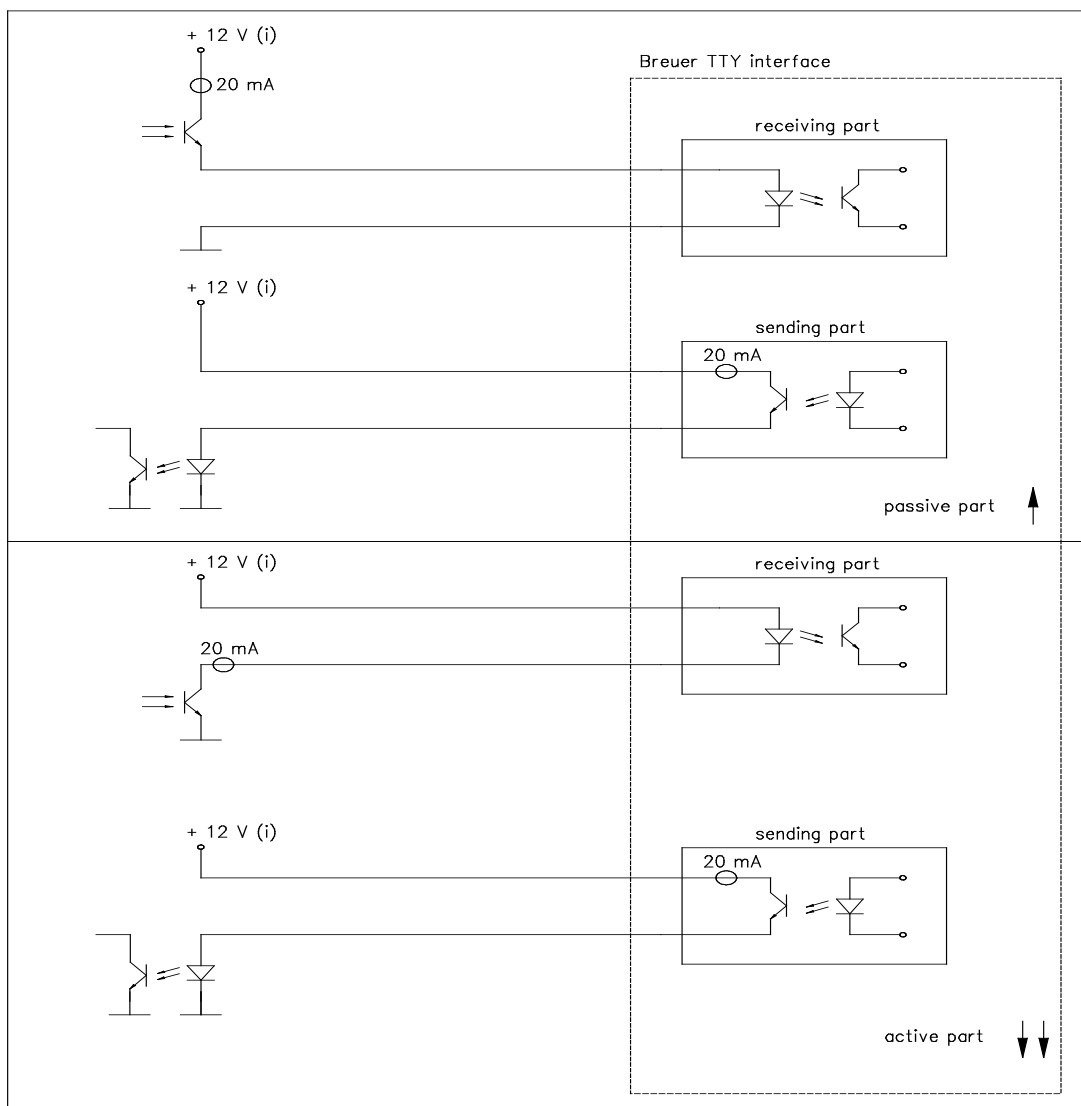 + 12 V (i)
20 mA
Breuer TTY interface
receiving part
+ 12 V (i)
sending part
20 mA
passive part
+ 12 V (i)
receiving part
20 mA
+ 12 V (i)
sending part
20 mA
active part